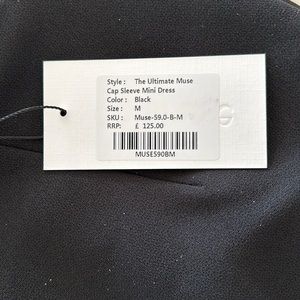 Style : The Ultimate Muse
Cap Sleeve Mini Dress
Color : Black
Size : M
SKU : Muse-59.0-B-M
RRP: £ 125.00
MUSE590BM